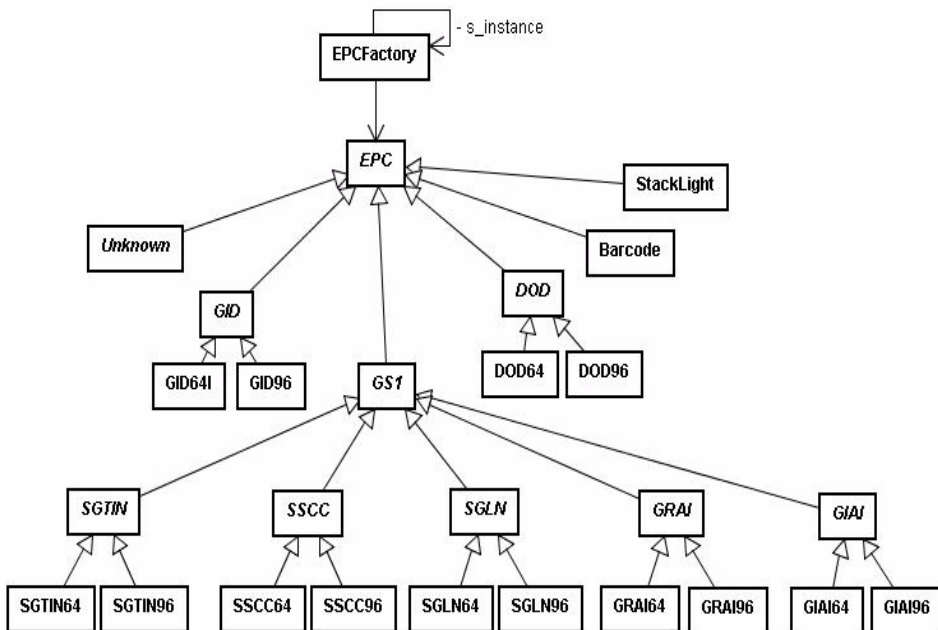 - s_instance
EPCFactory
EPC
StackLight
Unknown
Barcode
GID
DOD
GID64I
GID96
GS1
DOD64
DOD96
SGTIN
SSCC
SGLN
GRAI
GIAI
SGTIN64
SGTIN96
SSCC64
SSCC96
SGLN64
SGLN96
GRAI64
GRAI96
GIAI64
GIAI96